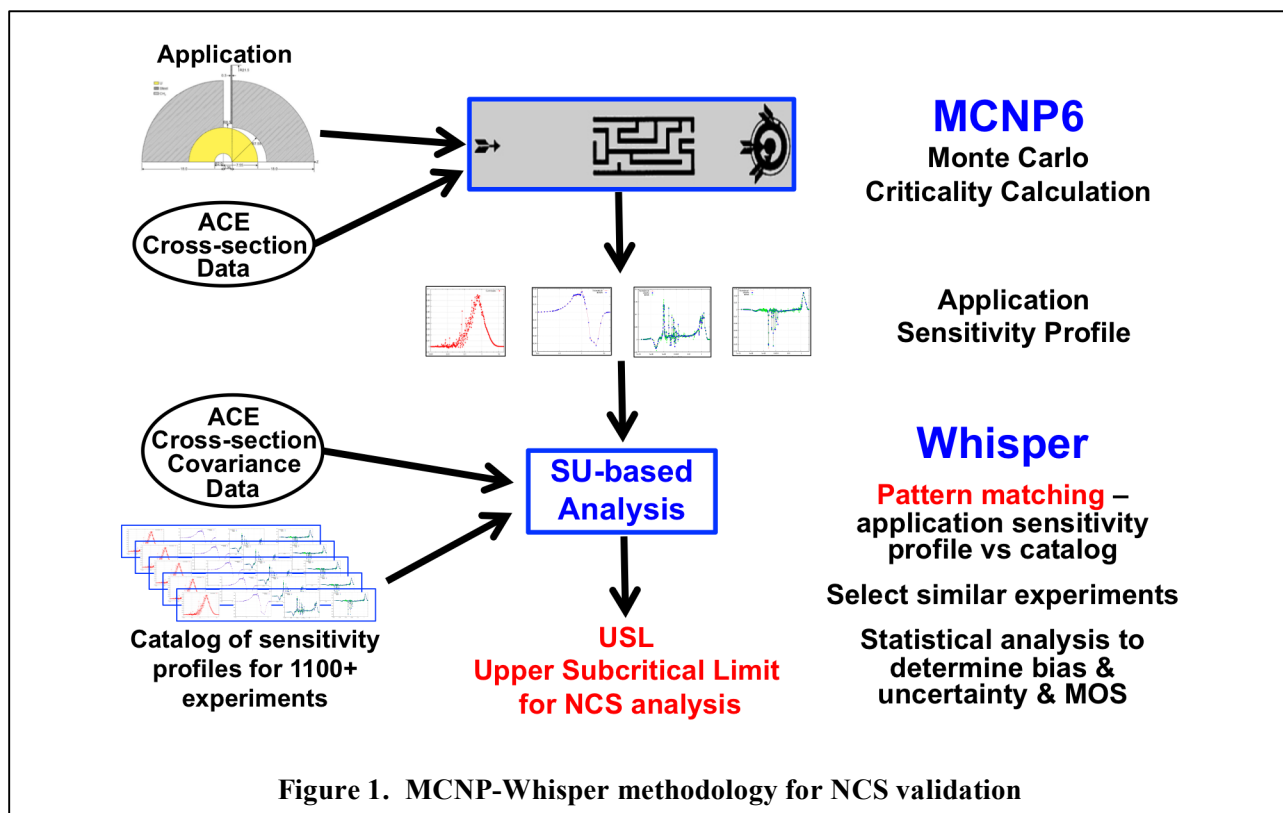 Application
MCNP6
Monte Carlo
Criticality Calculation
ACE
Cross-section
Data
Application
Sensitivity Profile
ACE
Cross-section
Covariance
Data
SU-based
Analysis
Whisper
Pattern matching –
application sensitivity
profile vs catalog
Select similar experiments
Statistical analysis to
determine bias &
uncertainty & MOS
Catalog of sensitivity
profiles for 1100+
experiments
USL
Upper Subcritical Limit
for NCS analysis
Figure 1.  MCNP-Whisper methodology for NCS validation